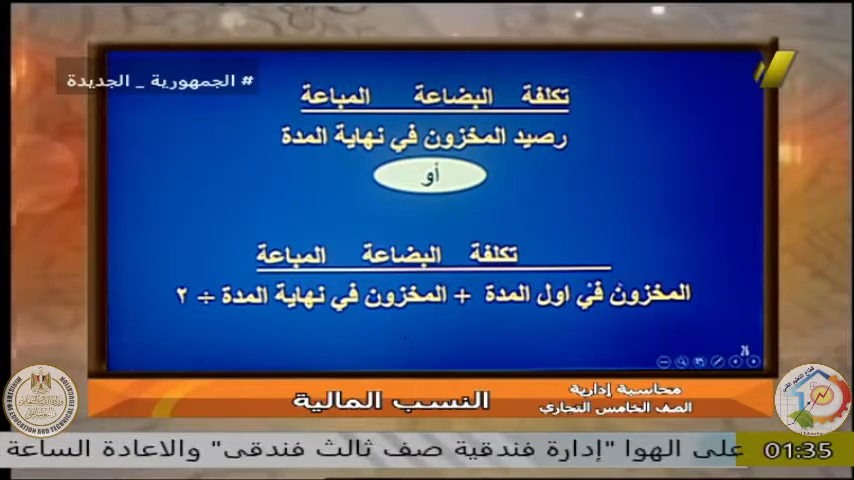 # الجمهورية _ الجديدة
تكلفة البضاعة المباعة
رصيد المخزون في نهاية المدة
أو
تكلفة البضاعة المباعة
المخزون في اول المدة + المخزون في نهاية المدة ÷ ٢
محاسبة إدارية
الصف الخامس التجاري
النسب المالية
على الهوا "إدارة فندقية صف ثالث فندقى" والاعادة الساعة
01:35